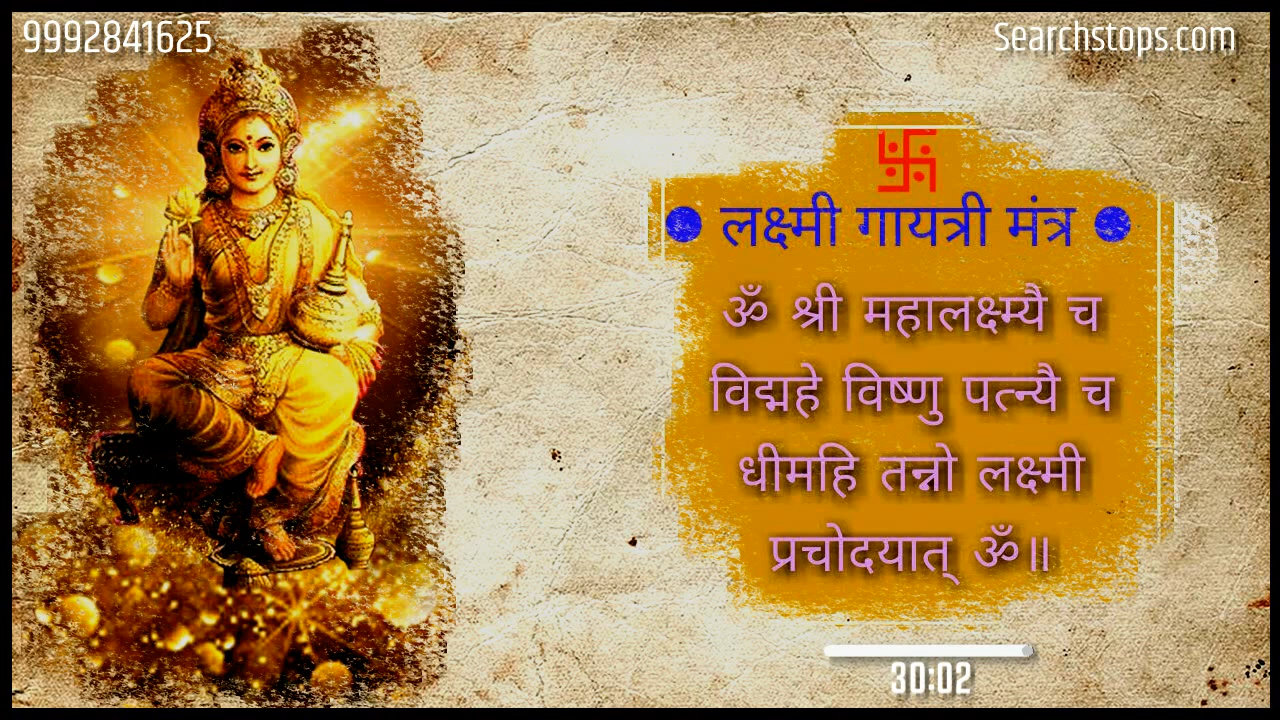 9992841625
Searchstops.com
● लक्ष्मी गायत्री मंत्र ●
ॐ श्री महालक्ष्म्यै च
विद्महे विष्णु पत्न्यै च
धीमहि तन्नो लक्ष्मी
प्रचोदयात् ॐ॥
30:02